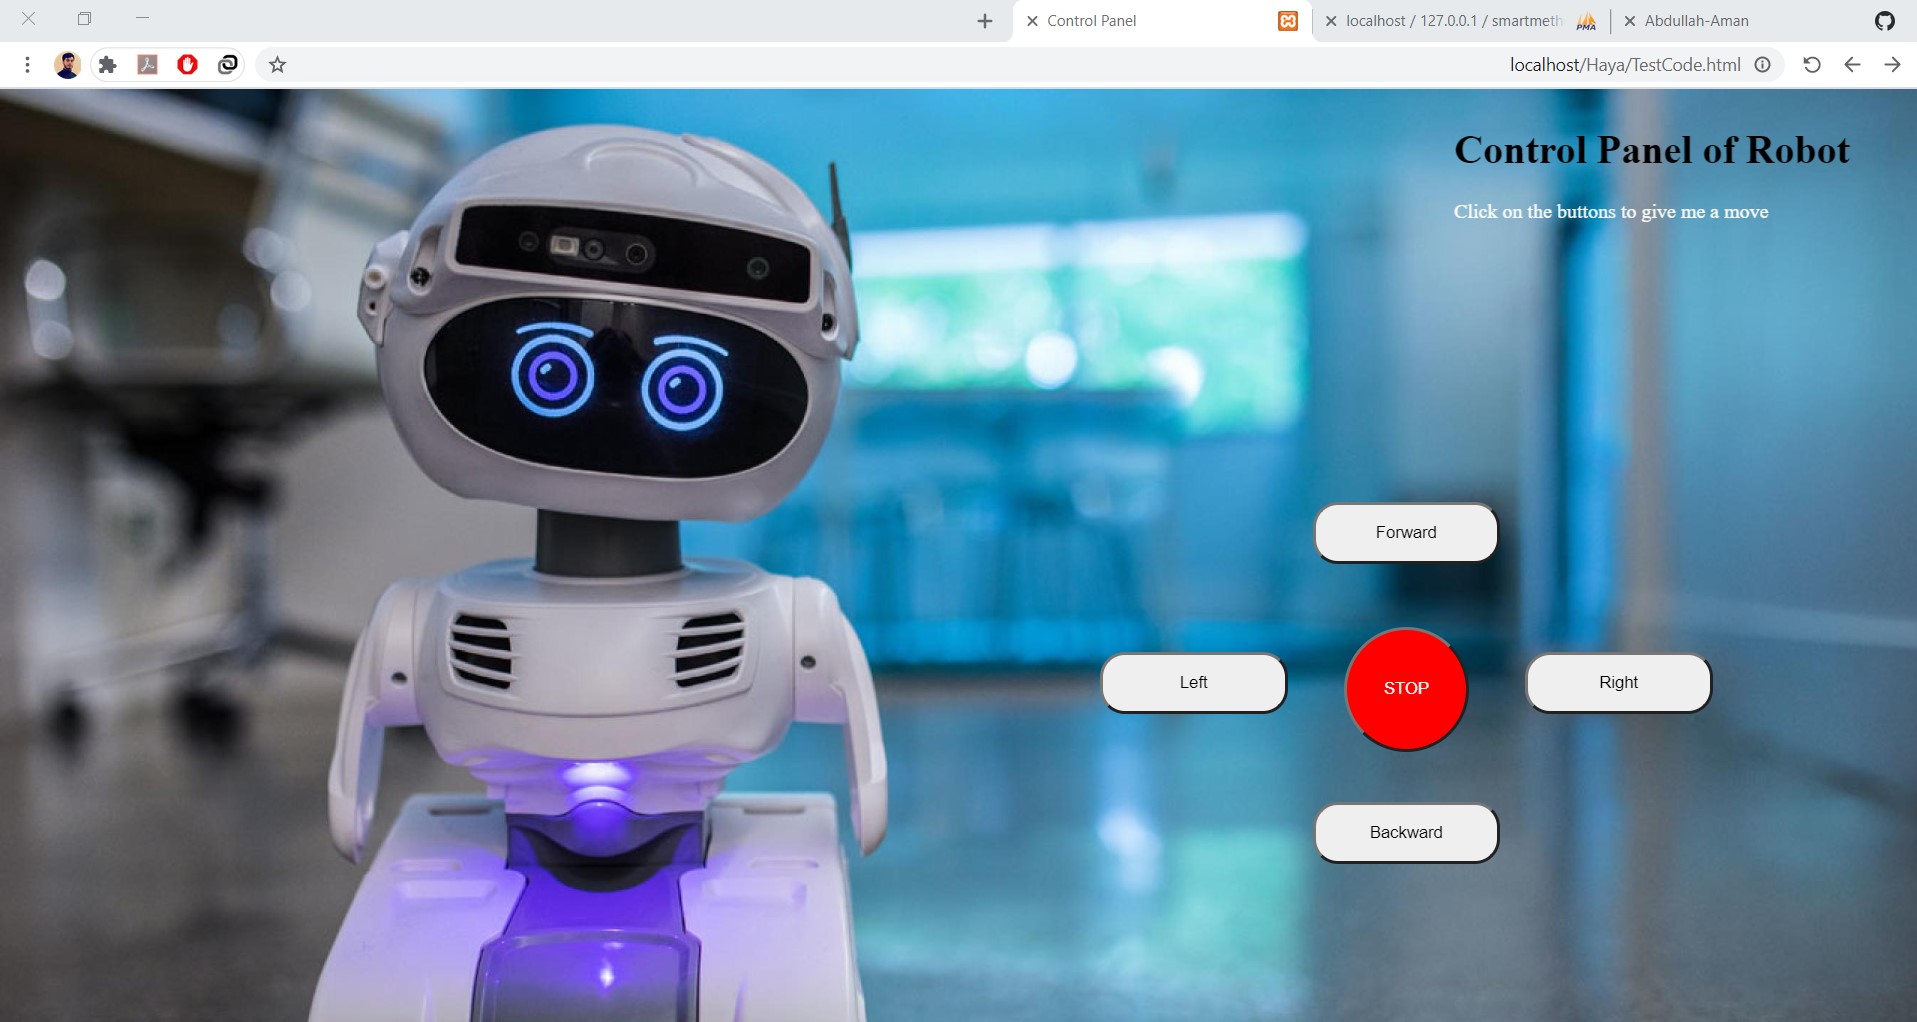 Control Panel
localhost / 127.0.0.1 / smartmeth
PMA
Abdullah-Aman
localhost/Haya/TestCode.html
Control Panel of Robot
Click on the buttons to give me a move
Forward
Left
STOP
Right
Backward